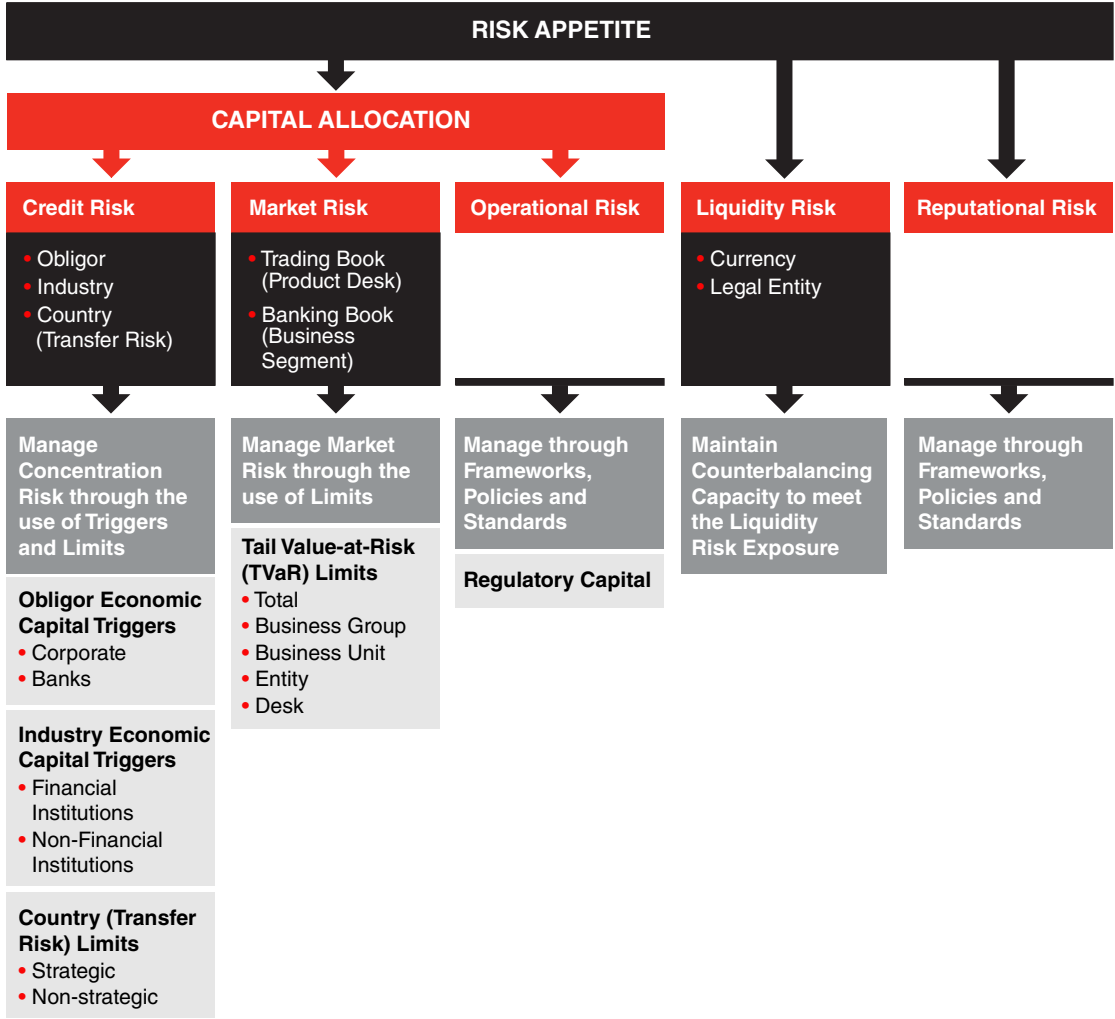 RISK APPETITE
CAPITAL ALLOCATION
Credit Risk
• Obligor
• Industry
• Country
(Transfer Risk)
Manage
Concentration
Risk through the
use of Triggers
and Limits
Obligor Economic
Capital Triggers
• Corporate
• Banks
Industry Economic
Capital Triggers
• Financial
Institutions
• Non-Financial
Institutions
Country (Transfer
Risk) Limits
• Strategic
• Non-strategic
Market Risk
• Trading Book
(Product Desk)
• Banking Book
(Business
Segment)
Manage Market
Risk through the
use of Limits
Tail Value-at-Risk
(TVaR) Limits
• Total
• Business Group
• Business Unit
• Entity
• Desk
Operational Risk
Manage through
Frameworks,
Policies and
Standards
Regulatory Capital
Liquidity Risk
• Currency
• Legal Entity
Maintain
Counterbalancing
Capacity to meet
the Liquidity
Risk Exposure
Reputational Risk
Manage through
Frameworks,
Policies and
Standards